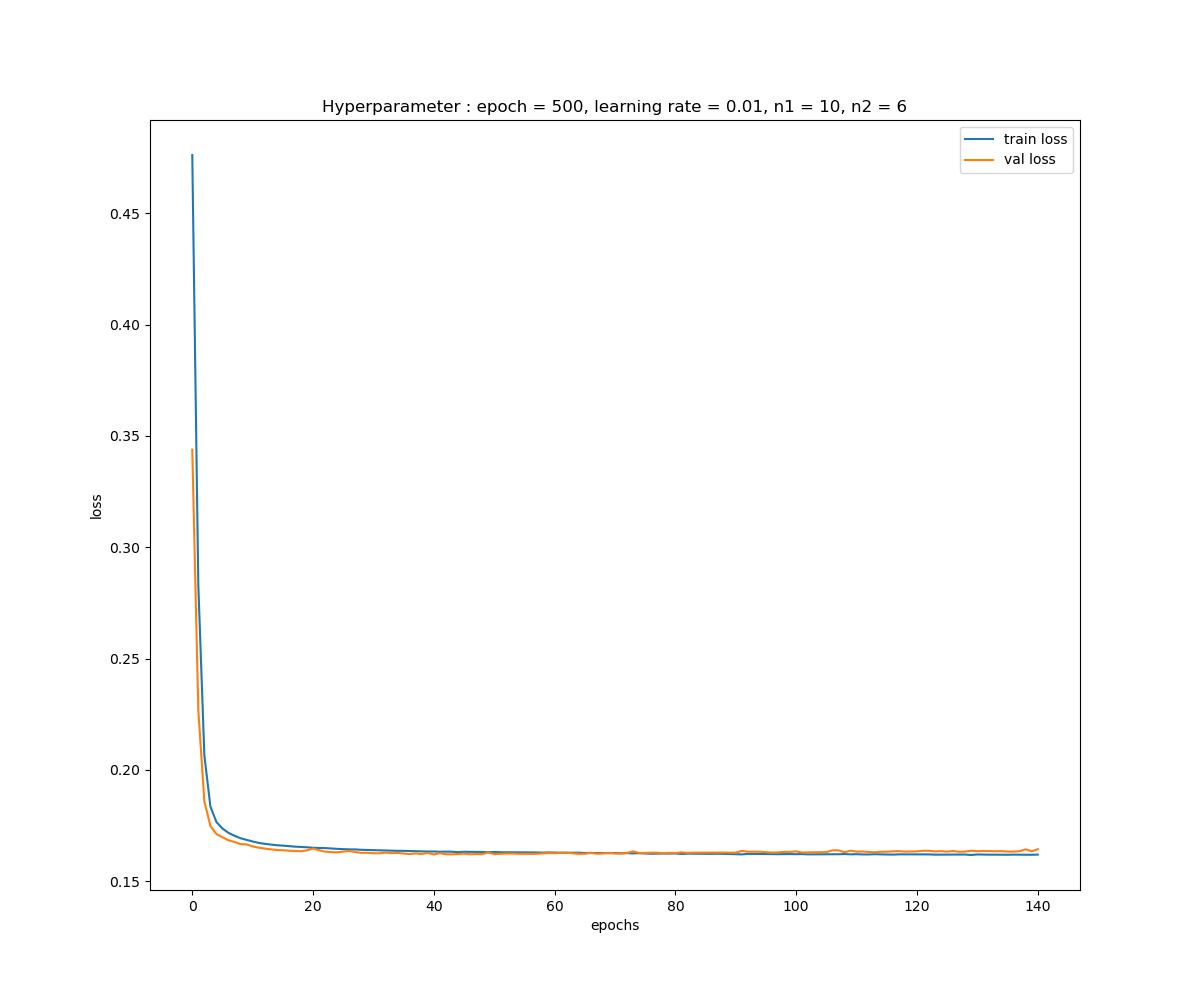 Hyperparameter : epoch = 500, learning rate = 0.01, n1 = 10, n2 = 6
train loss
val loss
0.45
0.40
0.35
0.30
0.25
0.20
0.15
loss
0 20 40 60 80 100 120 140
epochs